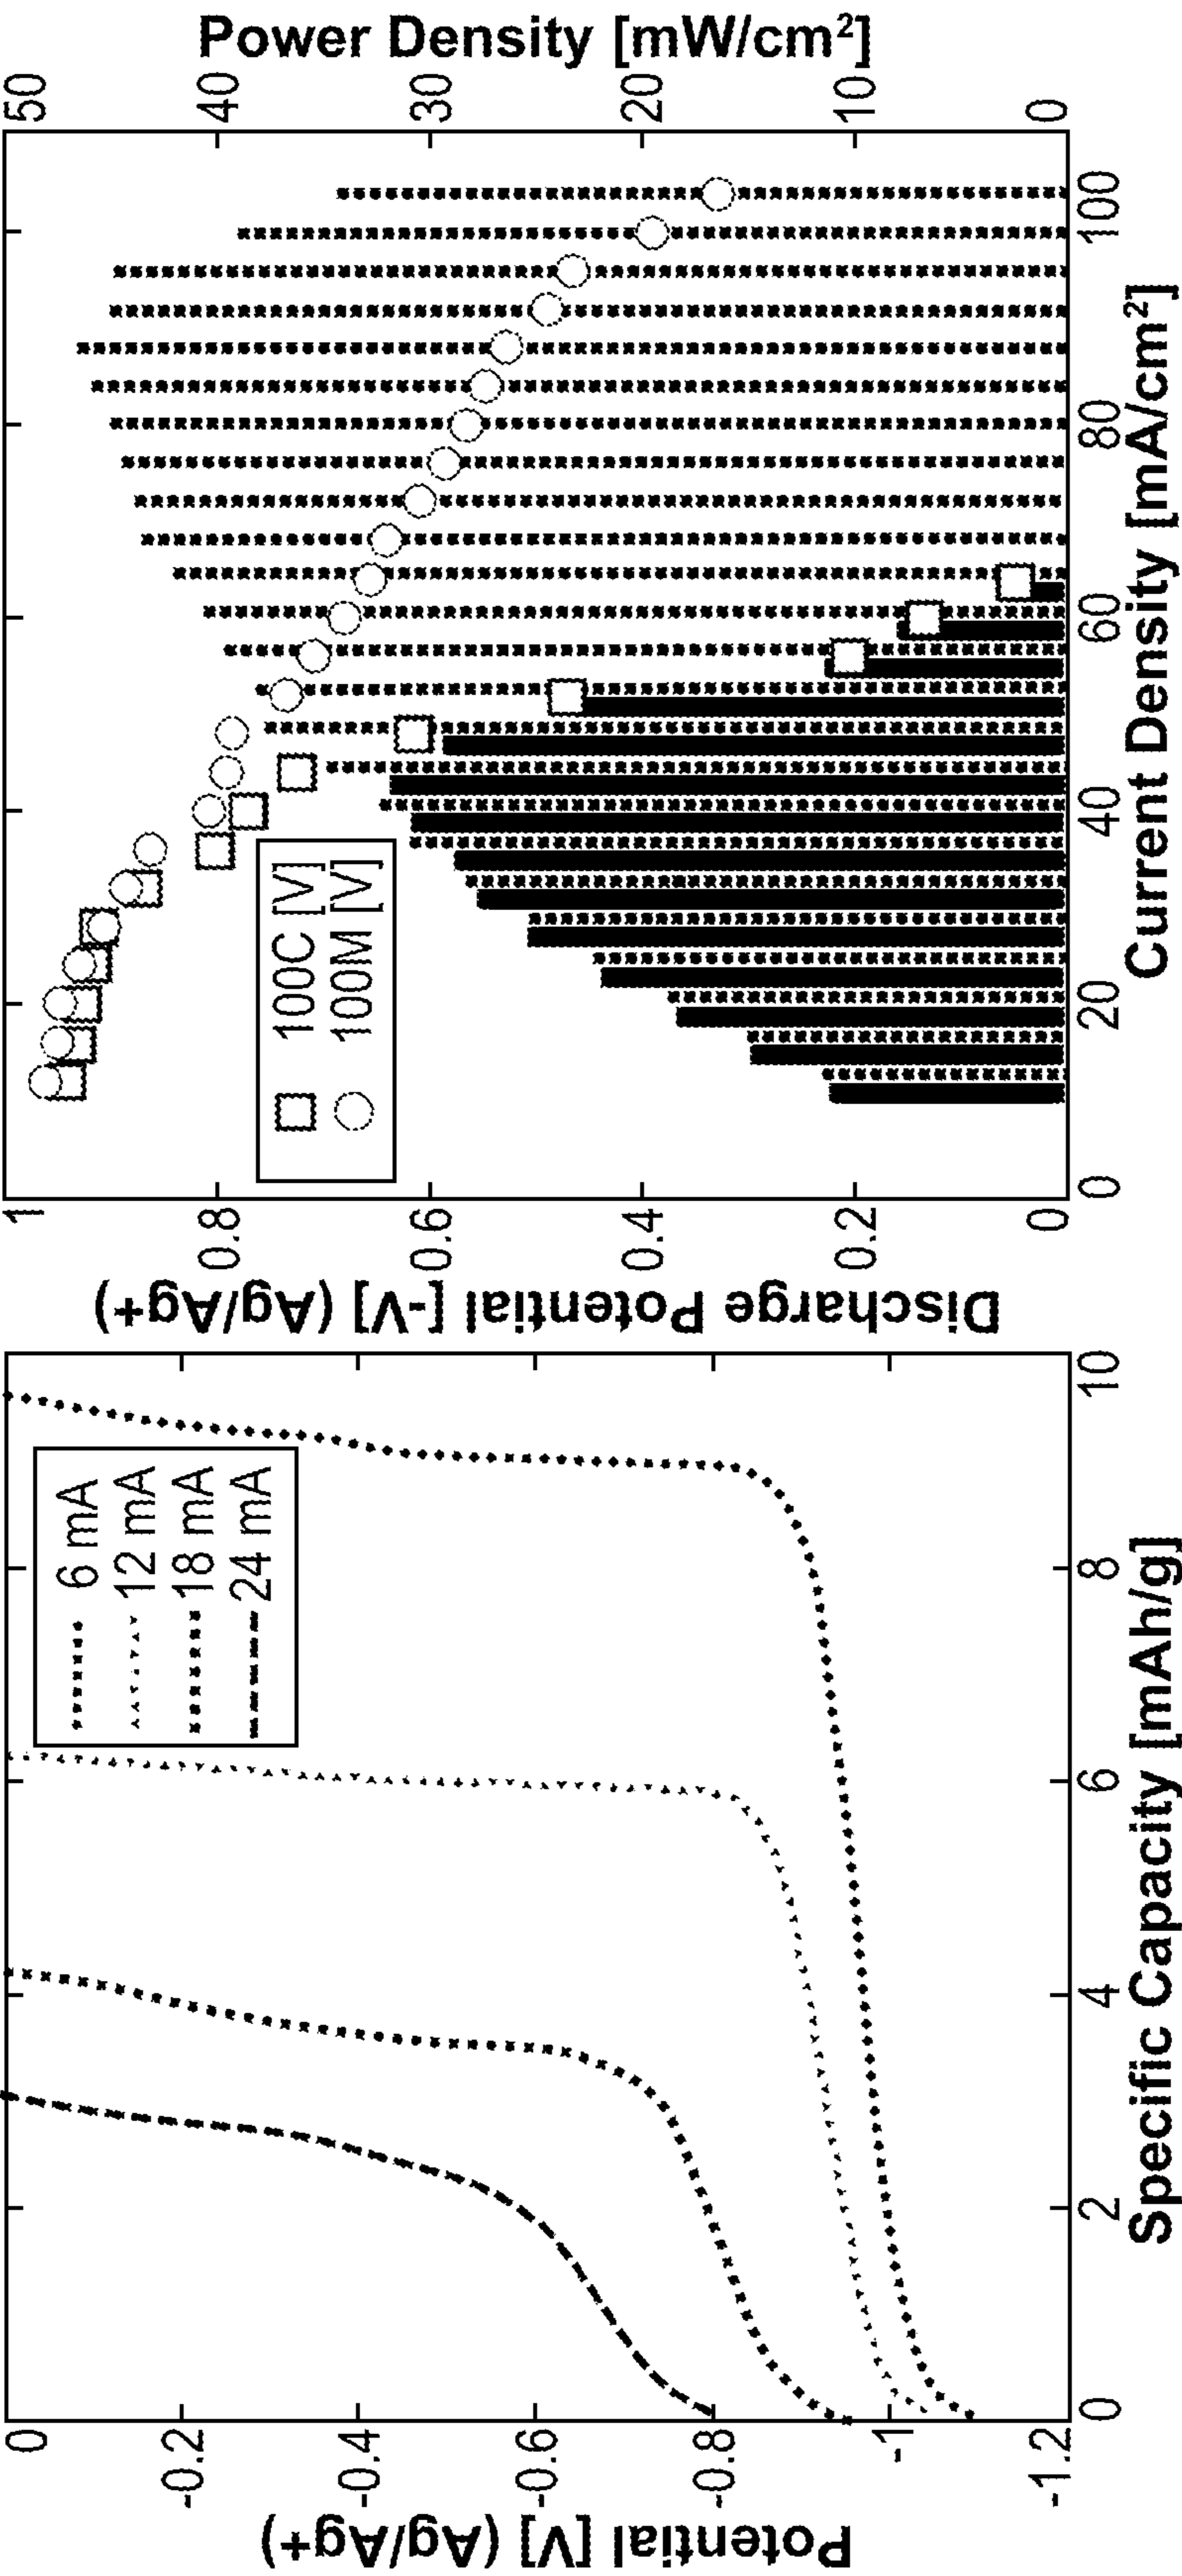 Potential [V] (Ag/Ag+)
0
-0.2
-0.4
-0.6
-0.8
-1
-1.2
6 mA
12 mA
18 mA
24 mA
0 2 4 6 8 10
Specific Capacity [mAh/g]
Discharge Potential [-V] (Ag/Ag+)
1
0.8
0.6
0.4
0.2
0
100C [V]
100M [V]
0 20 40 60 80 100
Current Density [mA/cm²]
50
40
30
20
10
0
Power Density [mW/cm²]